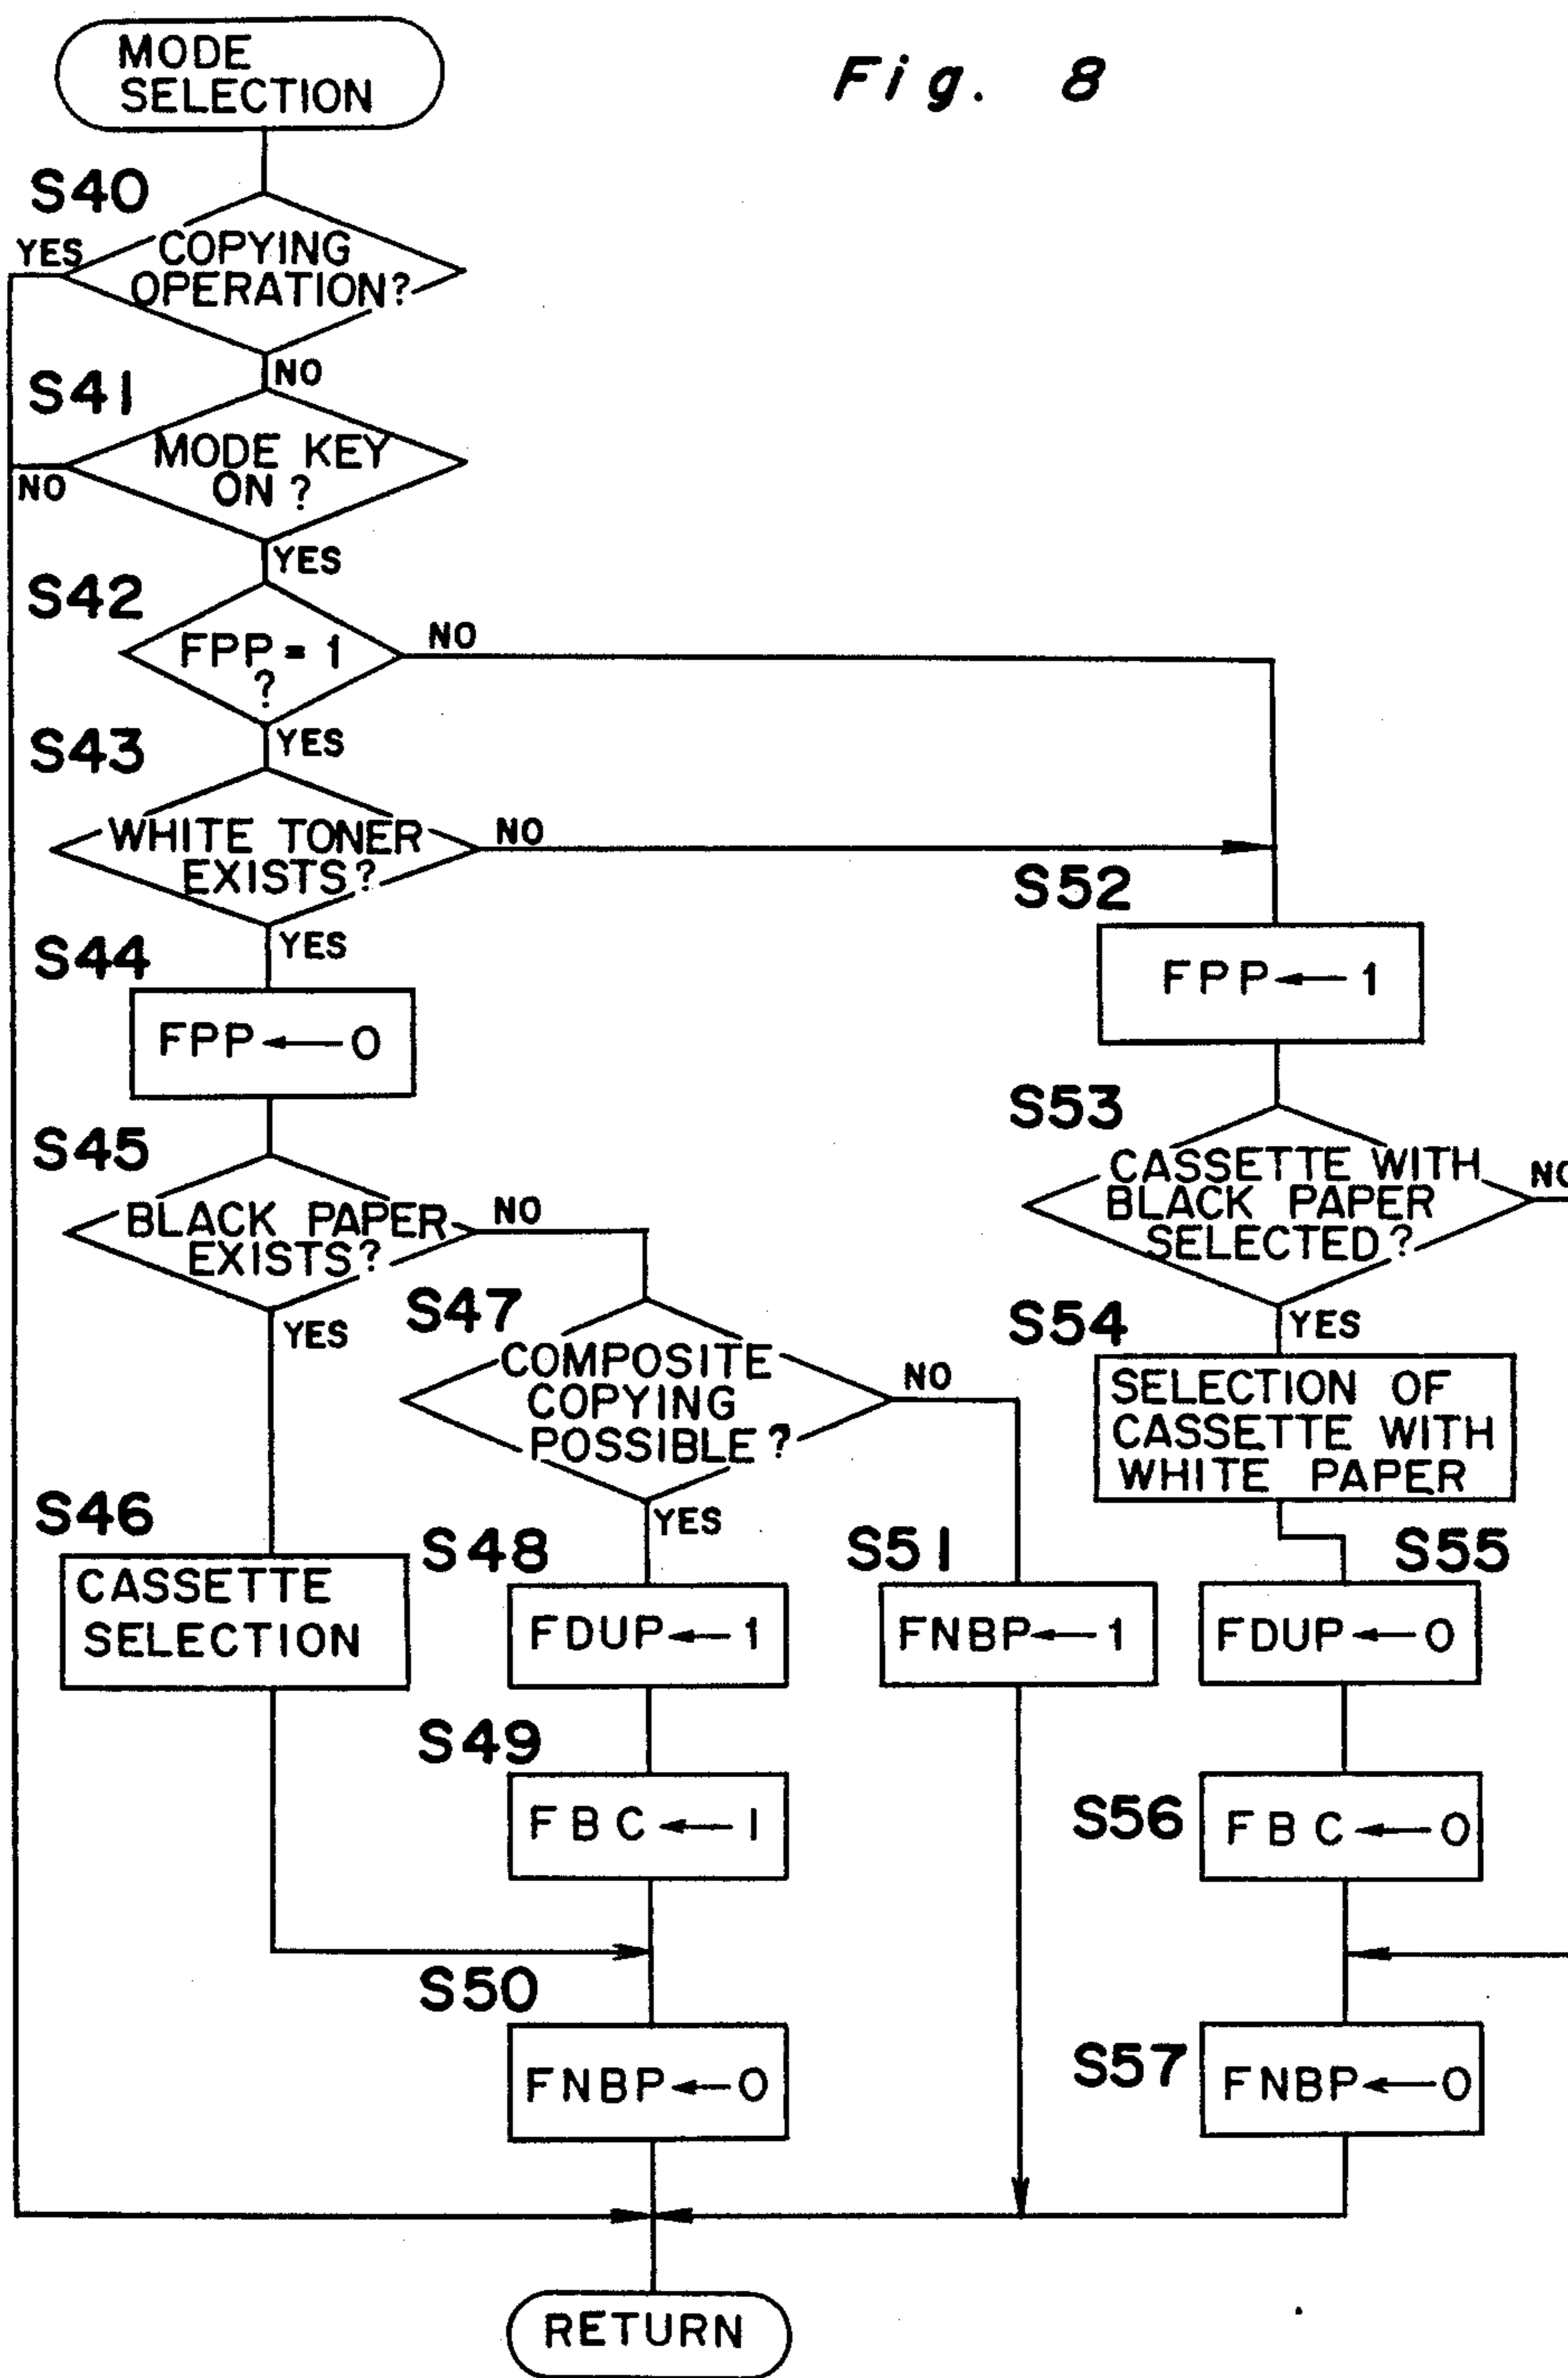 Fig. 8
MODE
SELECTION
S40
YES
COPYING
OPERATION?
NO
S41
MODE KEY
ON ?
NO
YES
S42
FPP = 1
?
NO
YES
S43
WHITE TONER
EXISTS?
NO
YES
S44
FPP ← 0
S45
BLACK PAPER
EXISTS?
NO
YES
S46
CASSETTE
SELECTION
S47
COMPOSITE
COPYING
POSSIBLE ?
NO
YES
S48
FDUP ← 1
S49
FBC ← 1
S50
FNBP ← 0
S51
FNBP ← 1
S52
FPP ← 1
S53
CASSETTE WITH
BLACK PAPER
SELECTED ?
NO
YES
S54
SELECTION OF
CASSETTE WITH
WHITE PAPER
S55
FDUP ← 0
S56
FBC ← 0
S57
FNBP ← 0
RETURN